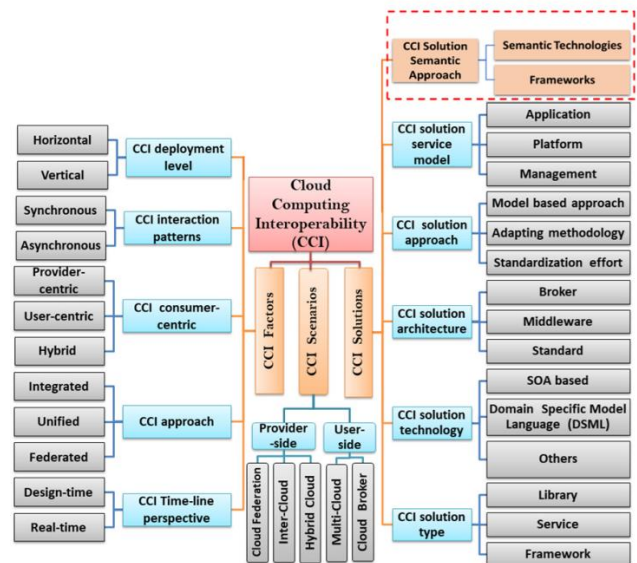 Cloud
Computing
Interoperability
(CCI)
CCI Factors
CCI Scenarios
CCI Solutions
CCI deployment
level
Horizontal
Vertical
CCI interaction
patterns
Synchronous
Asynchronous
CCI consumer-
centric
Provider-
centric
User-centric
Hybrid
CCI approach
Integrated
Unified
Federated
CCI Time-line
perspective
Design-time
Real-time
Provider
-side
Cloud Federation
Inter-Cloud
Hybrid Cloud
User-
side
Multi-Cloud
Cloud Broker
CCI Solution
Semantic
Approach
Semantic Technologies
Frameworks
CCI solution
service
model
Application
Platform
Management
CCI solution
approach
Model based approach
Adapting methodology
Standardization effort
CCI solution
architecture
Broker
Middleware
Standard
CCI solution
technology
SOA based
Domain Specific Model
Language (DSML)
Others
CCI solution
type
Library
Service
Framework